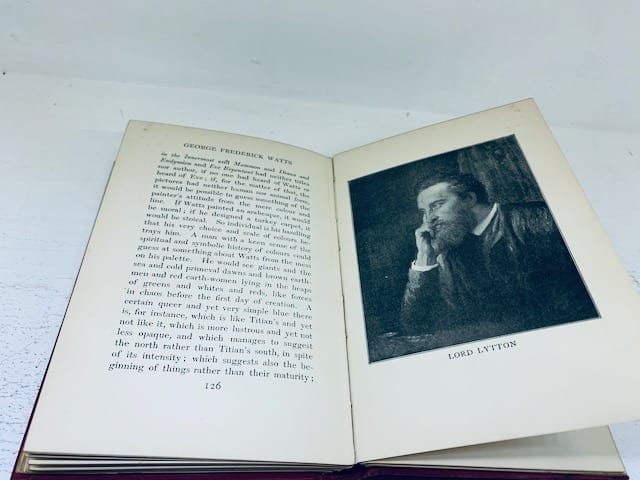 GEORGE FREDERICK WATTS
in the Innermost and Mammon and Diana and
Endymion and Eve Repentant had neither titles
nor author, if no one had heard of Watts or
heard of Eve; if, for the matter of that, the
pictures had neither human nor animal form,
it would be possible to guess something of the
painter's attitude from the mere colour and
line. If Watts painted an arabesque, it would
be moral; if he designed a turkey carpet, it
would be stoical. So individual is his handling
that his very choice and scale of colours be-
trays him. A man with a keen sense of the
spiritual and symbolic history of colours could
guess at something about Watts from the mess
on his palette. He would see giants and the
sea and cold primeval dawns and brown earth-
men and red earth-women lying in the heaps
of greens and whites and reds, like forces
in chaos before the first day of creation. A
certain queer and yet very simple blue there
is, for instance, which is like Titian's and yet
not like it, which is more lustrous and yet not
less opaque, and which manages to suggest
the north rather than Titian's south, in spite
of its intensity; which suggests also the be-
ginning of things rather than their maturity;
126
LORD LYTTON